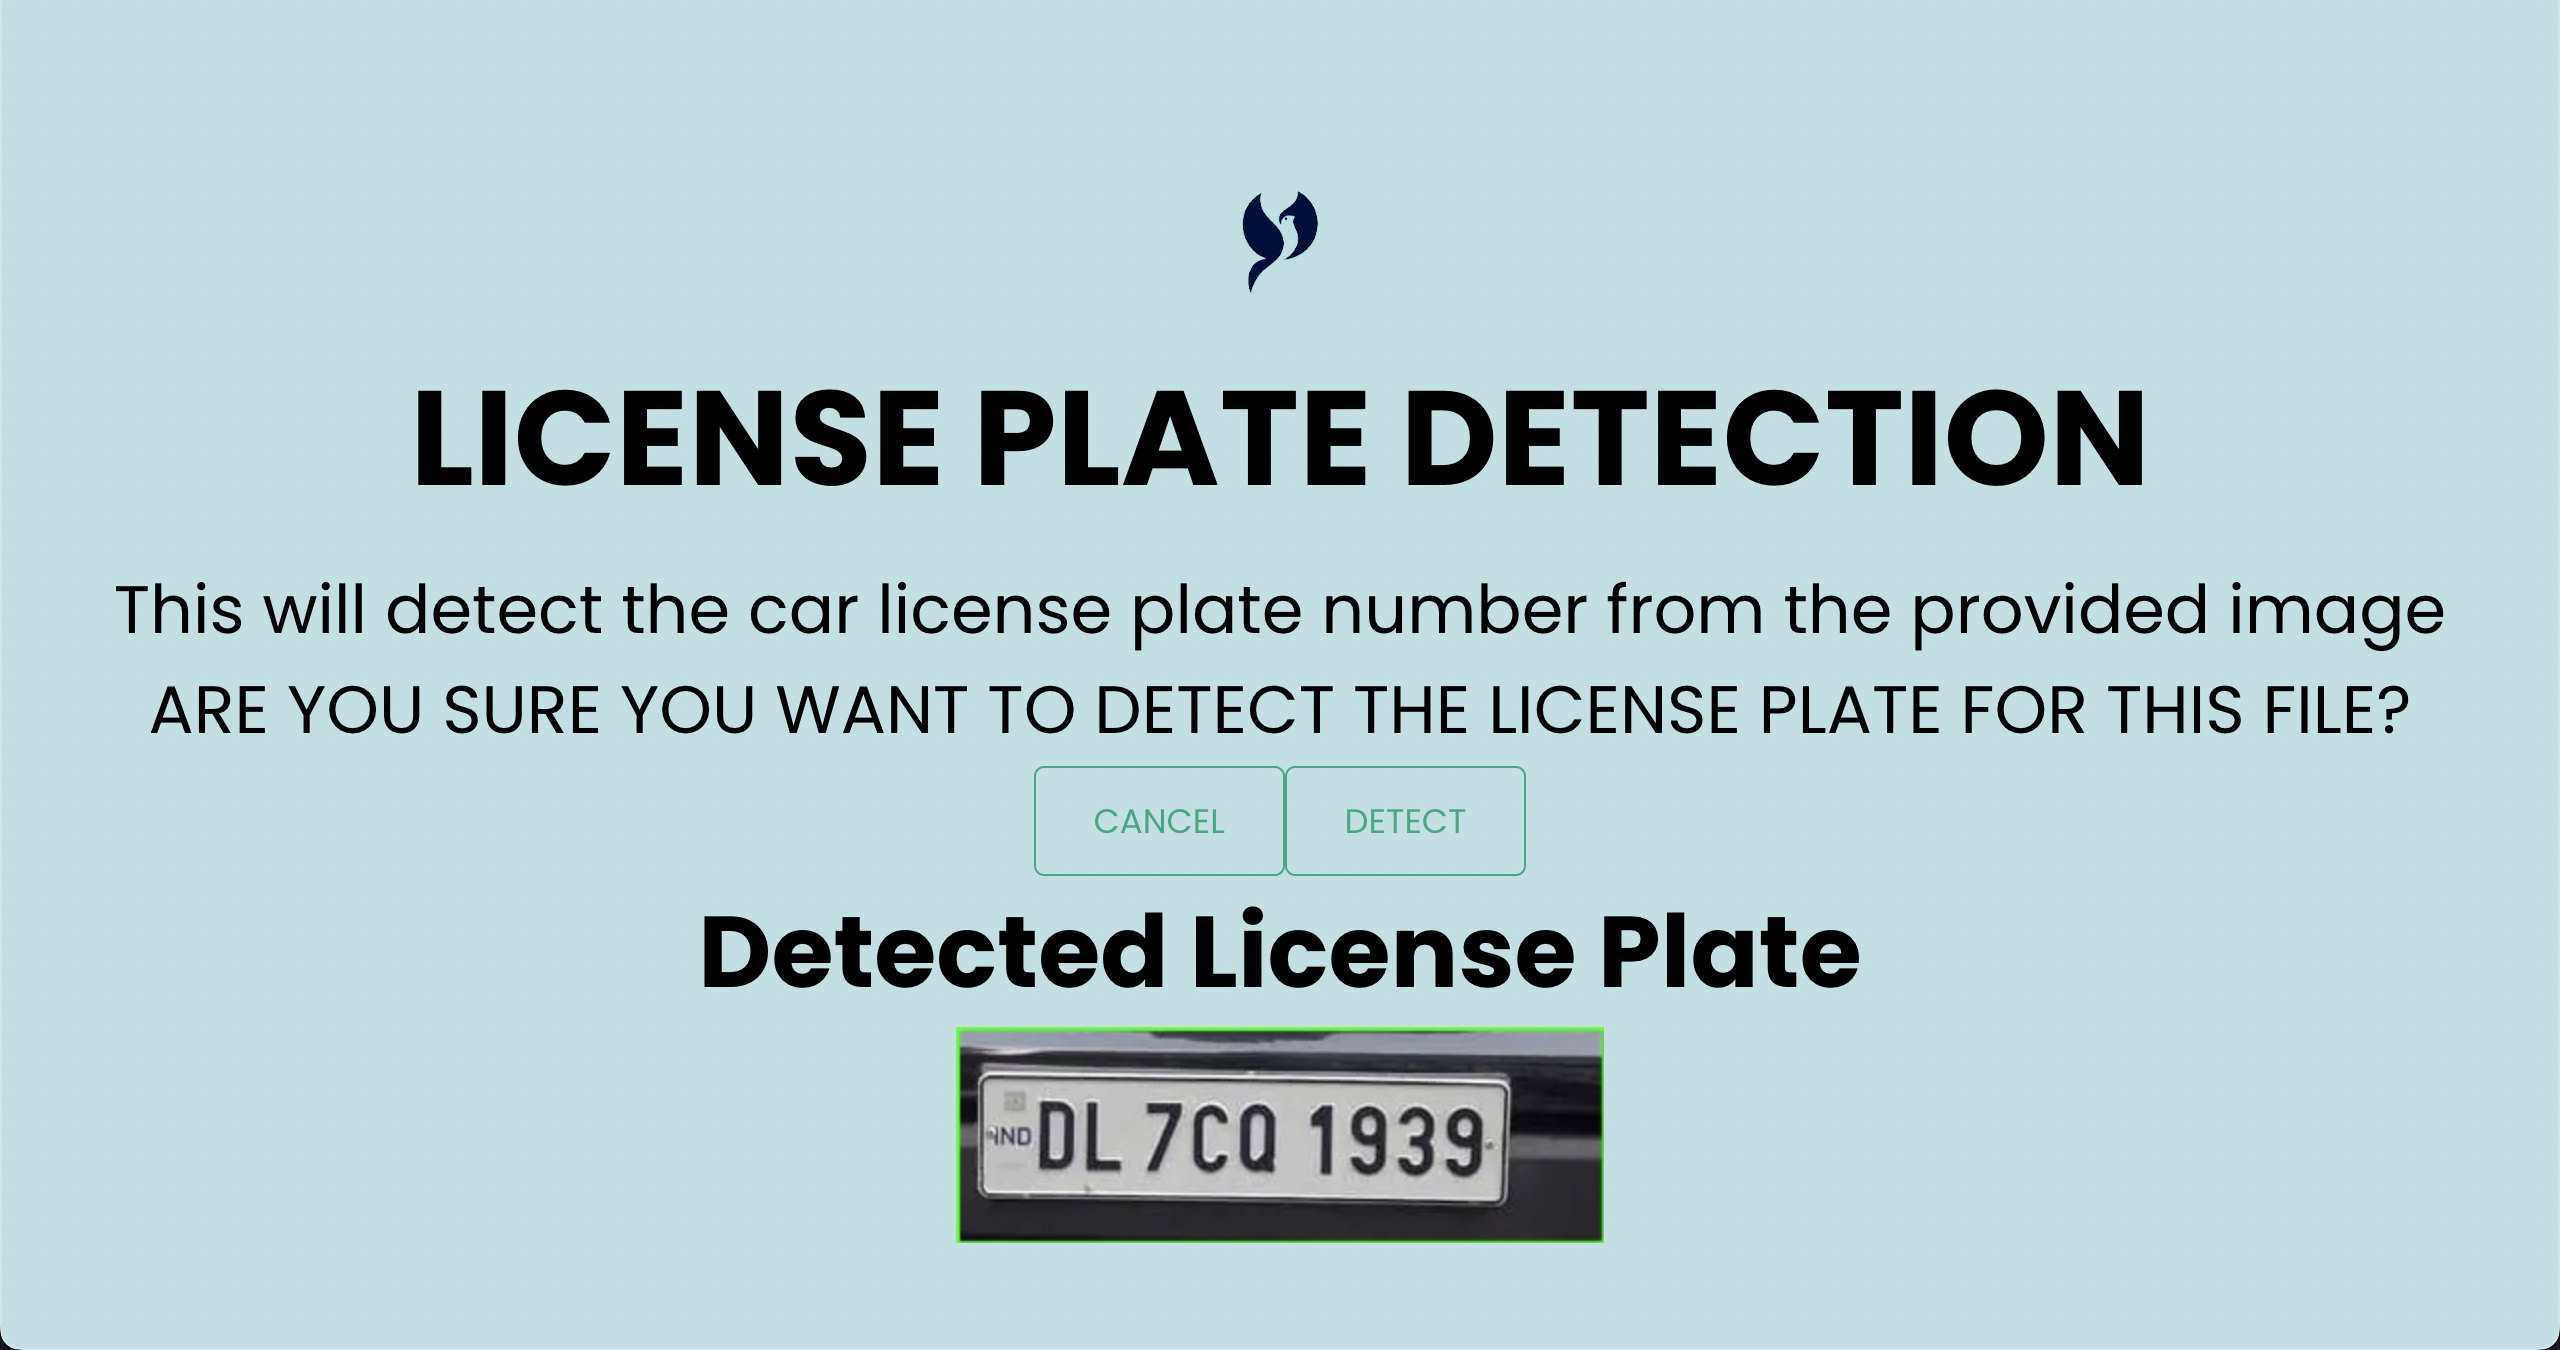 LICENSE PLATE DETECTION
This will detect the car license plate number from the provided image
ARE YOU SURE YOU WANT TO DETECT THE LICENSE PLATE FOR THIS FILE?
CANCEL DETECT
Detected License Plate
IND DL 7CQ 1939